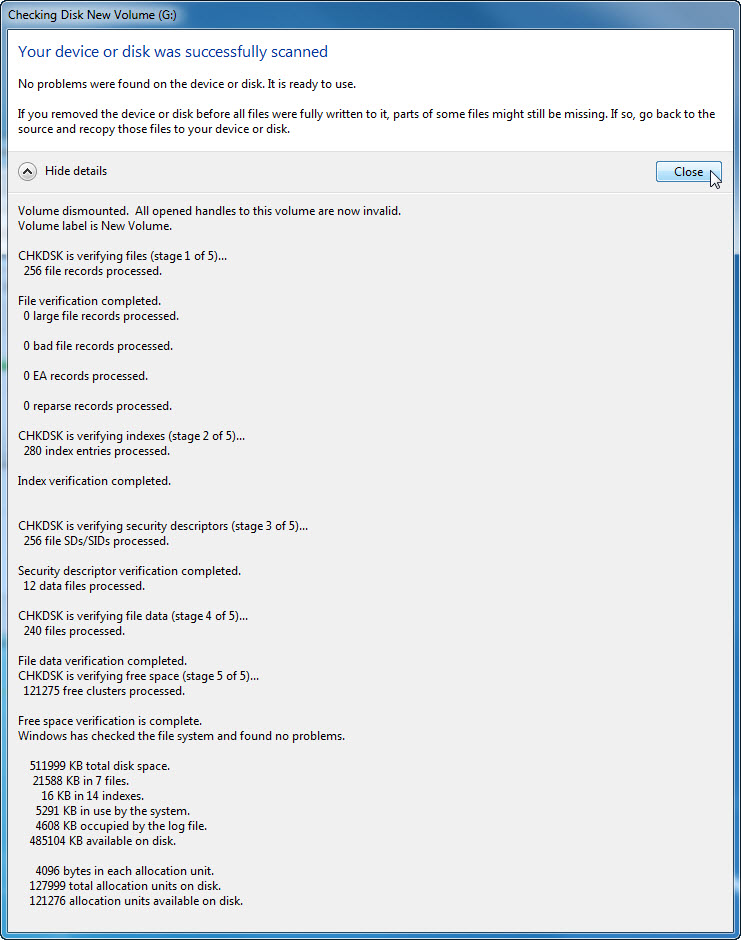 Checking Disk New Volume (G:)
Your device or disk was successfully scanned
No problems were found on the device or disk. It is ready to use.
If you removed the device or disk before all files were fully written to it, parts of some files might still be missing. If so, go back to the
source and recopy those files to your device or disk.
Hide details
Close
Volume dismounted.  All opened handles to this volume are now invalid.
Volume label is New Volume.
CHKDSK is verifying files (stage 1 of 5)...
256 file records processed.
File verification completed.
0 large file records processed.
0 bad file records processed.
0 EA records processed.
0 reparse records processed.
CHKDSK is verifying indexes (stage 2 of 5)...
280 index entries processed.
Index verification completed.
CHKDSK is verifying security descriptors (stage 3 of 5)...
256 file SDs/SIDs processed.
Security descriptor verification completed.
12 data files processed.
CHKDSK is verifying file data (stage 4 of 5)...
240 files processed.
File data verification completed.
CHKDSK is verifying free space (stage 5 of 5)...
121275 free clusters processed.
Free space verification is complete.
Windows has checked the file system and found no problems.
511999 KB total disk space.
21588 KB in 7 files.
16 KB in 14 indexes.
5291 KB in use by the system.
4608 KB occupied by the log file.
485104 KB available on disk.
4096 bytes in each allocation unit.
127999 total allocation units on disk.
121276 allocation units available on disk.